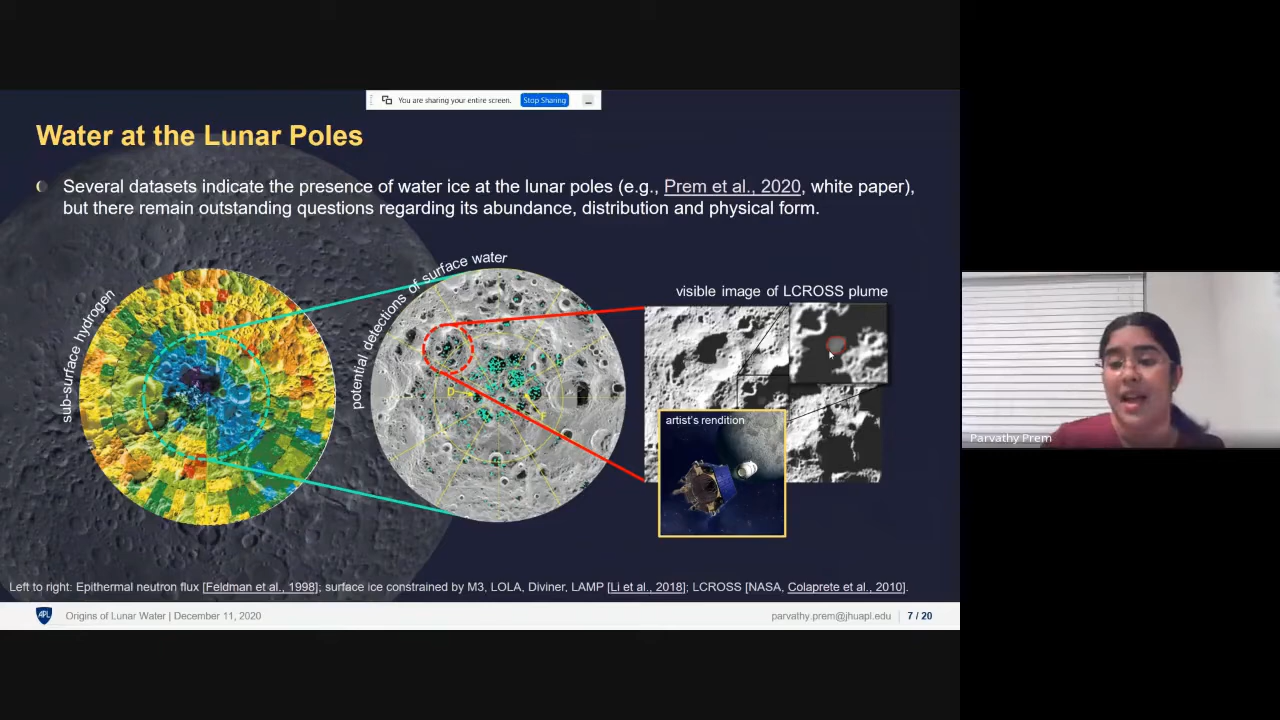 You are sharing your entire screen.
Stop Sharing
Water at the Lunar Poles
Several datasets indicate the presence of water ice at the lunar poles (e.g., Prem et al., 2020, white paper),
but there remain outstanding questions regarding its abundance, distribution and physical form.
sub-surface hydrogen
potential detections of surface water
visible image of LCROSS plume
artist's rendition
Left to right: Epithermal neutron flux [Feldman et al., 1998]; surface ice constrained by M3, LOLA, Diviner, LAMP [Li et al., 2018]; LCROSS [NASA, Colaprete et al., 2010].
APL
Origins of Lunar Water | December 11, 2020
parvathy.prem@jhuapl.edu
7 / 20
Parvathy Prem